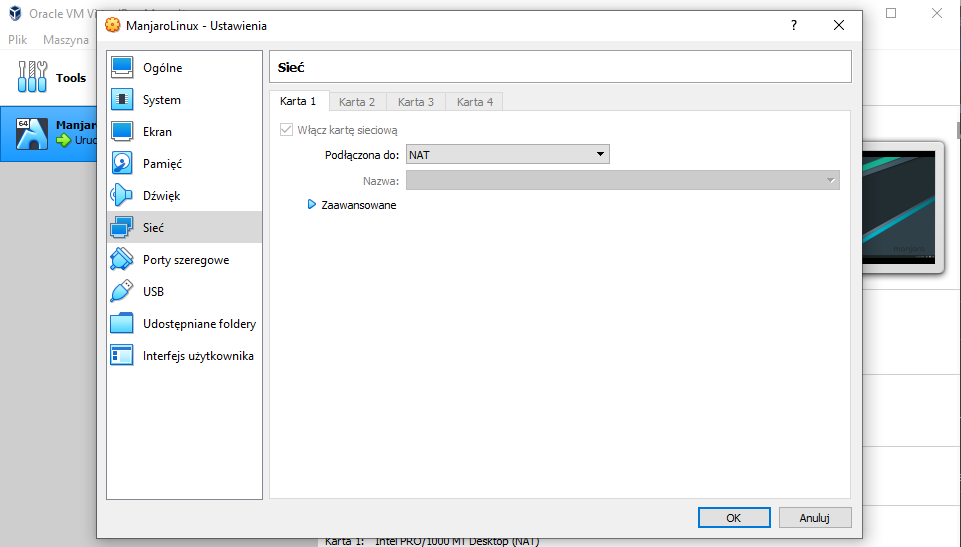 Oracle VM Vi
ManjaroLinux - Ustawienia
?
Plik Maszyna
Tools
64
Manjar
Uruc
Ogólne
System
Ekran
Pamięć
Dźwięk
Sieć
Porty szeregowe
USB
Udostępniane foldery
Interfejs użytkownika
Sieć
Karta 1 Karta 2 Karta 3 Karta 4
Włącz kartę sieciową
Podłączona do: NAT
Nazwa:
Zaawansowane
OK Anuluj
Karta 1: Intel PRO/1000 MT Desktop (NAT)